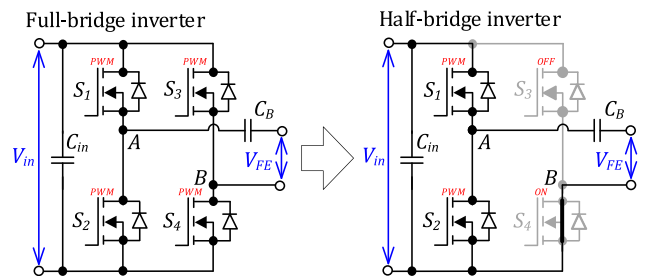 Full-bridge inverter
Half-bridge inverter
PWM
PWM
S1
S3
CB
Cin
A
Vin
VFE
B
PWM
PWM
S2
S4
PWM
OFF
S1
S3
CB
Cin
A
Vin
VFE
B
PWM
ON
S2
S4